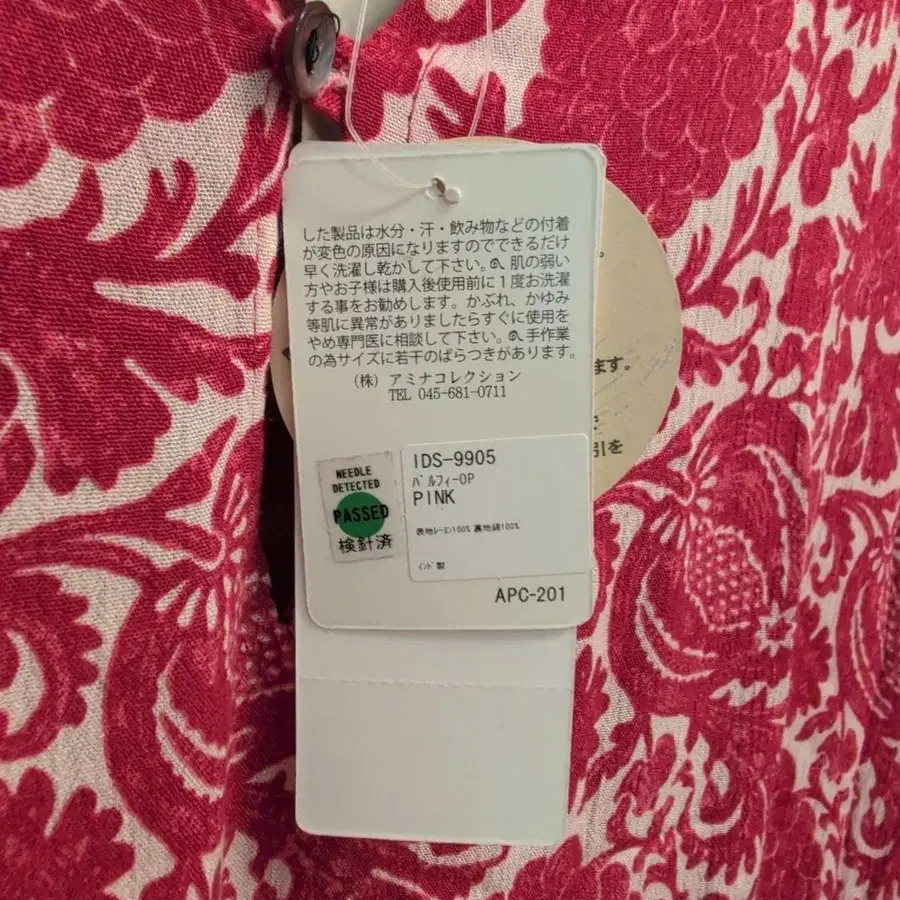 した製品は水分・汗・飲み物などの付着
が変色の原因になりますのでできるだけ
早く洗濯し乾かして下さい。 肌の弱い
方やお子様は購入後使用前に1度お洗濯
する事をお勧めします。かぶれ、かゆみ
等肌に異常がありましたらすぐに使用を
やめ専門医に相談して下さい。 手作業
の為サイズに若干のばらつきがあります。
(株) アミナコレクション
TEL 045-681-0711
NEEDLE
DETECTED
PASSED
検針済
IDS-9905
バルフィーOP
PINK
表地レーヨン100% 裏地綿100%
インド製
APC-201
ます。
引を